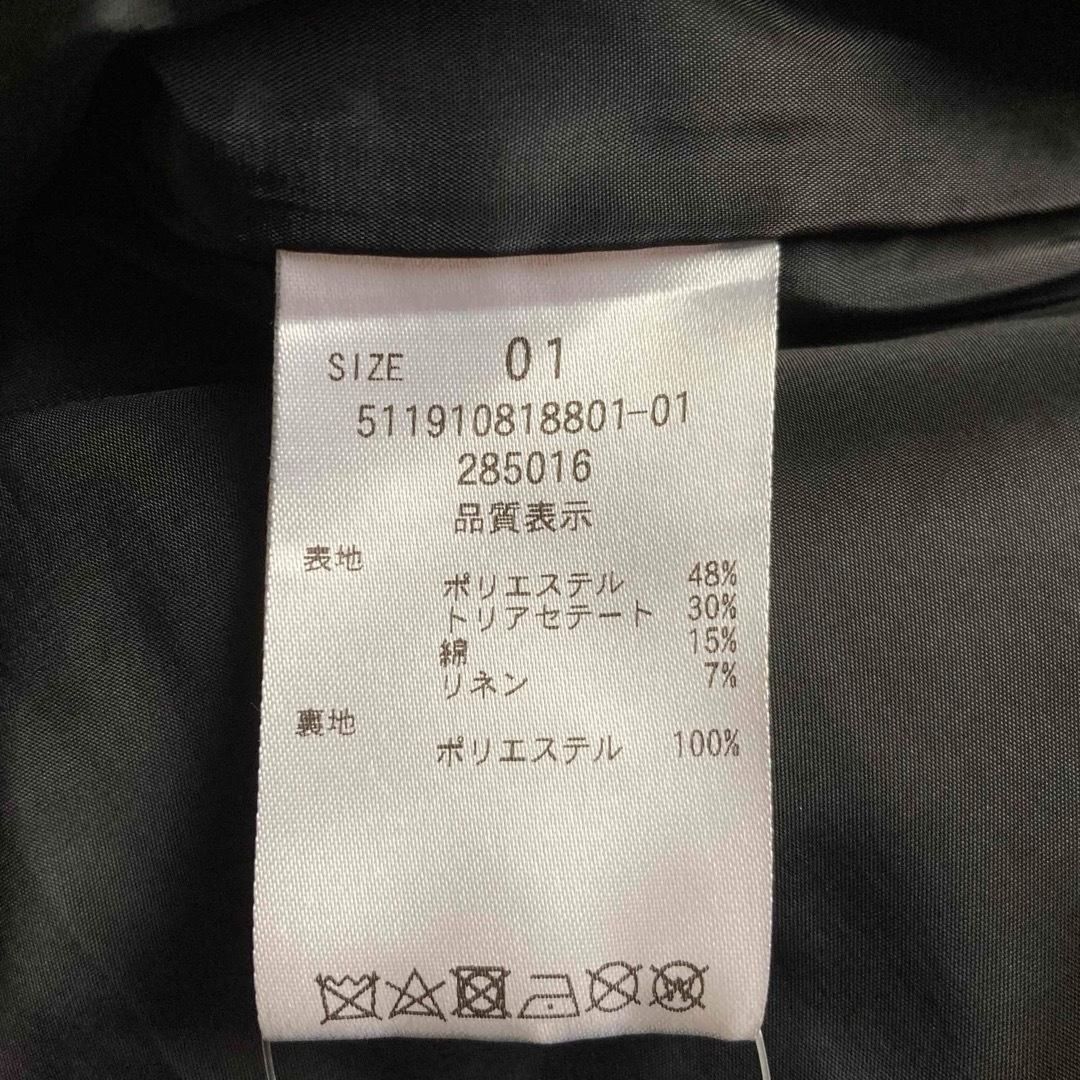 SIZE 01
511910818801-01
285016
品質表示
表地
ポリエステル 48%
トリアセテート 30%
綿 15%
リネン 7%
裏地
ポリエステル 100%